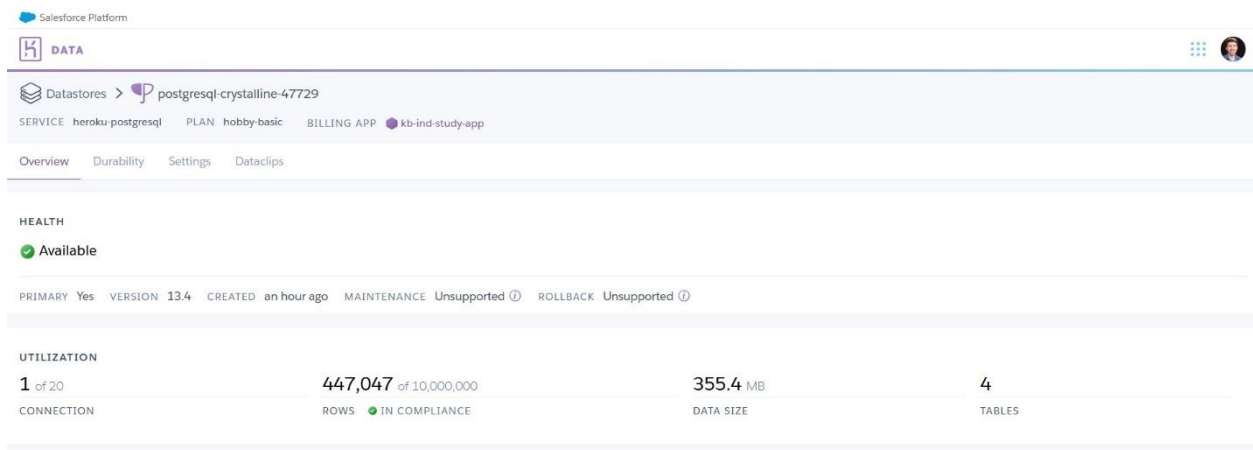 Salesforce Platform
DATA
Datastores > postgresql-crystalline-47729
SERVICE heroku-postgresql PLAN hobby-basic BILLING APP kb-ind-study-app
Overview Durability Settings Dataclips
HEALTH
Available
PRIMARY Yes VERSION 13.4 CREATED an hour ago MAINTENANCE Unsupported ROLLBACK Unsupported
UTILIZATION
1 of 20 447,047 of 10,000,000 355.4 MB 4
CONNECTION ROWS IN COMPLIANCE DATA SIZE TABLES